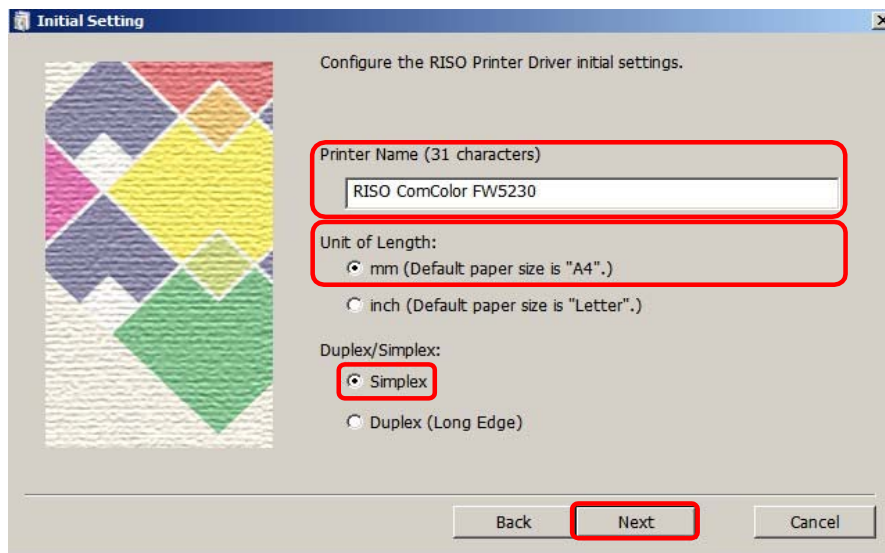 Initial Setting
Configure the RISO Printer Driver initial settings.
Printer Name (31 characters)
RISO ComColor FW5230
Unit of Length:
mm (Default paper size is "A4".)
inch (Default paper size is "Letter".)
Duplex/Simplex:
Simplex
Duplex (Long Edge)
Back Next Cancel